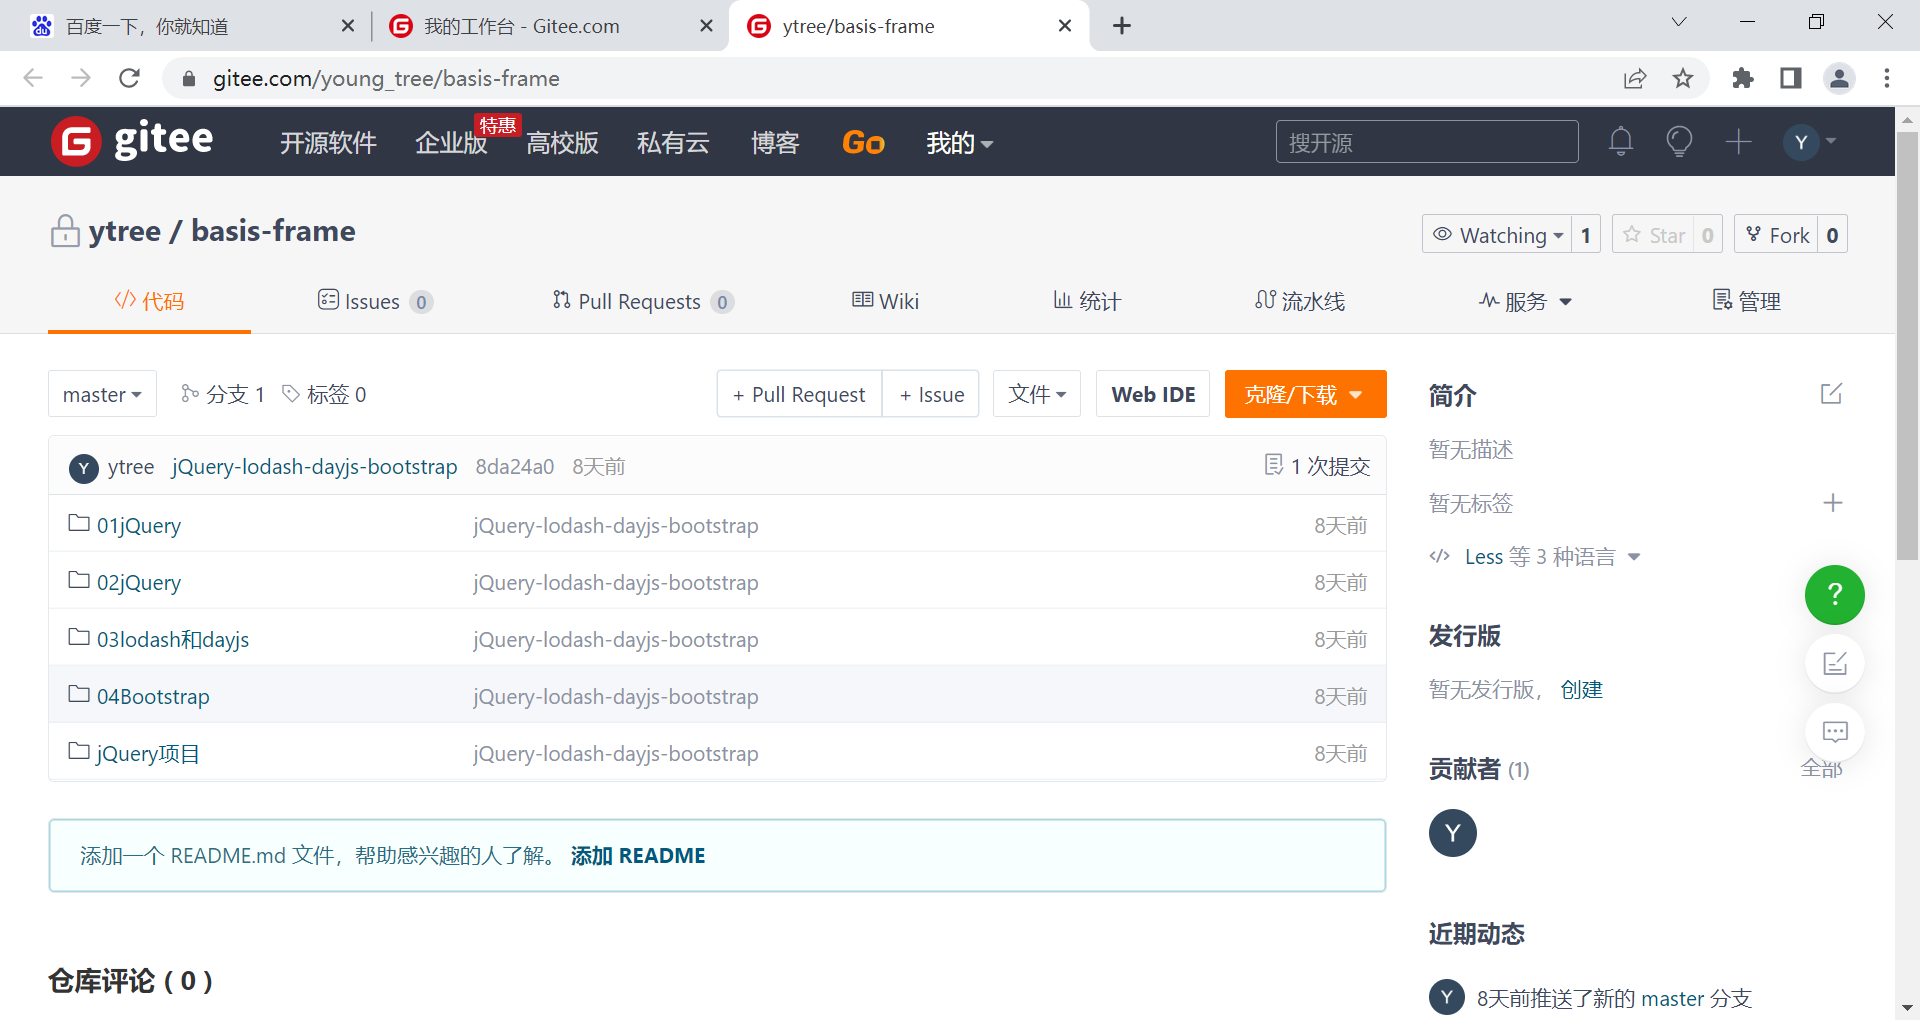 百度一下，你就知道
我的工作台 - Gitee.com
ytree/basis-frame
gitee.com/young_tree/basis-frame
gitee
开源软件
企业版
特惠
高校版
私有云
博客
Go
我的
搜开源
Y
ytree / basis-frame
Watching 1
Star 0
Fork 0
代码
Issues 0
Pull Requests 0
Wiki
统计
流水线
服务
管理
master
分支 1
标签 0
+ Pull Request
+ Issue
文件
Web IDE
克隆/下载
Y ytree jQuery-lodash-dayjs-bootstrap 8da24a0 8天前 1 次提交
01jQuery jQuery-lodash-dayjs-bootstrap 8天前
02jQuery jQuery-lodash-dayjs-bootstrap 8天前
03lodash和dayjs jQuery-lodash-dayjs-bootstrap 8天前
04Bootstrap jQuery-lodash-dayjs-bootstrap 8天前
jQuery项目 jQuery-lodash-dayjs-bootstrap 8天前
添加一个 README.md 文件，帮助感兴趣的人了解。 添加 README
仓库评论 ( 0 )
简介
暂无描述
暂无标签
Less 等 3 种语言
发行版
暂无发行版， 创建
贡献者 (1)
全部
Y
近期动态
Y 8天前推送了新的 master 分支
?